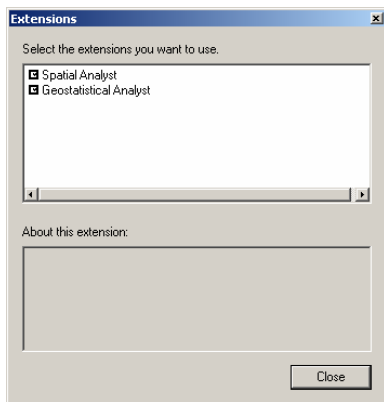 Extensions
Select the extensions you want to use.
Spatial Analyst
Geostatistical Analyst
About this extension:
Close